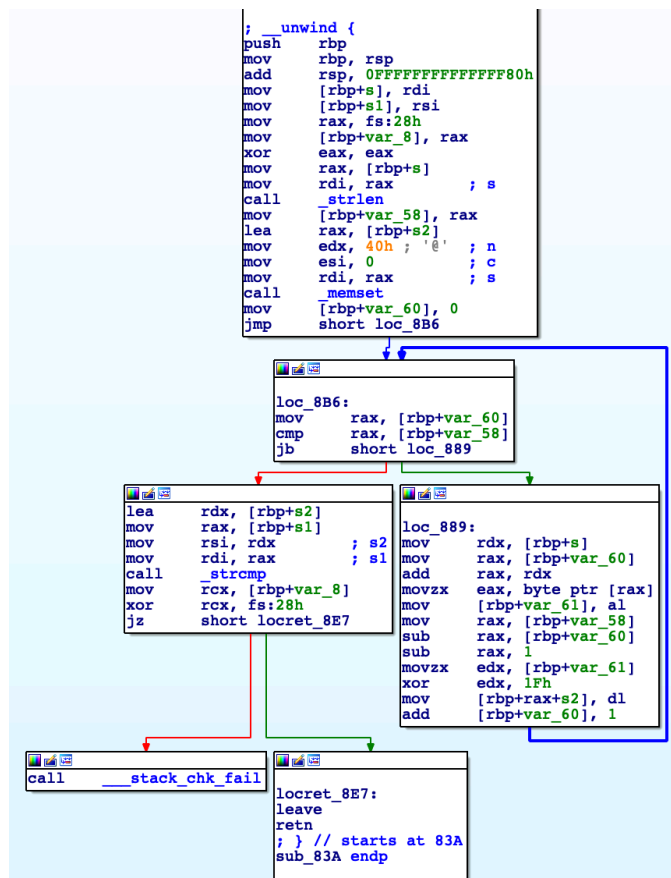 ; __unwind {
push rbp
mov rbp, rsp
add rsp, 0FFFFFFFFFFFFFF80h
mov [rbp+s], rdi
mov [rbp+s1], rsi
mov rax, fs:28h
mov [rbp+var_8], rax
xor eax, eax
mov rax, [rbp+s]
mov rdi, rax ; s
call _strlen
mov [rbp+var_58], rax
lea rax, [rbp+s2]
mov edx, 40h ; '@' ; n
mov esi, 0 ; c
mov rdi, rax ; s
call _memset
mov [rbp+var_60], 0
jmp short loc_8B6
loc_8B6:
mov rax, [rbp+var_60]
cmp rax, [rbp+var_58]
jb short loc_889
lea rdx, [rbp+s2]
mov rax, [rbp+s1]
mov rsi, rdx ; s2
mov rdi, rax ; s1
call _strcmp
mov rcx, [rbp+var_8]
xor rcx, fs:28h
jz short locret_8E7
loc_889:
mov rdx, [rbp+s]
mov rax, [rbp+var_60]
add rax, rdx
movzx eax, byte ptr [rax]
mov [rbp+var_61], al
mov rax, [rbp+var_58]
sub rax, [rbp+var_60]
sub rax, 1
movzx edx, [rbp+var_61]
xor edx, 1Fh
mov [rbp+rax+s2], dl
add [rbp+var_60], 1
call ___stack_chk_fail
locret_8E7:
leave
retn
; } // starts at 83A
sub_83A endp